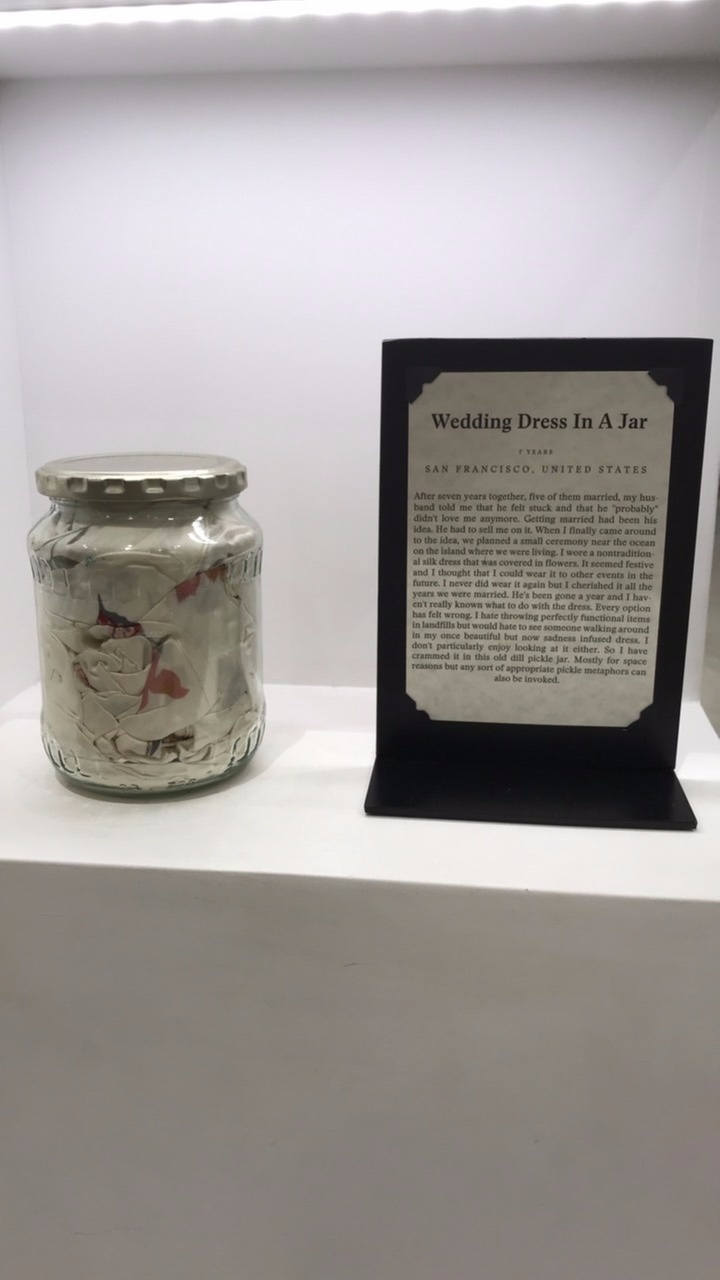 Wedding Dress In A Jar
7 YEARS
SAN FRANCISCO, UNITED STATES
After seven years together, five of them married, my hus-
band told me that he felt stuck and that he "probably"
didn't love me anymore. Getting married had been his
idea. He had to sell me on it. When I finally came around
to the idea, we planned a small ceremony near the ocean
on the island where we were living. I wore a nontradition-
al silk dress that was covered in flowers. It seemed festive
and I thought that I could wear it to other events in the
future. I never did wear it again but I cherished it all the
years we were married. He's been gone a year and I hav-
en't really known what to do with the dress. Every option
has felt wrong. I hate throwing perfectly functional items
in landfills but would hate to see someone walking around
in my once beautiful but now sadness infused dress. I
don't particularly enjoy looking at it either. So I have
crammed it in this old dill pickle jar. Mostly for space
reasons but any sort of appropriate pickle metaphors can
also be invoked.